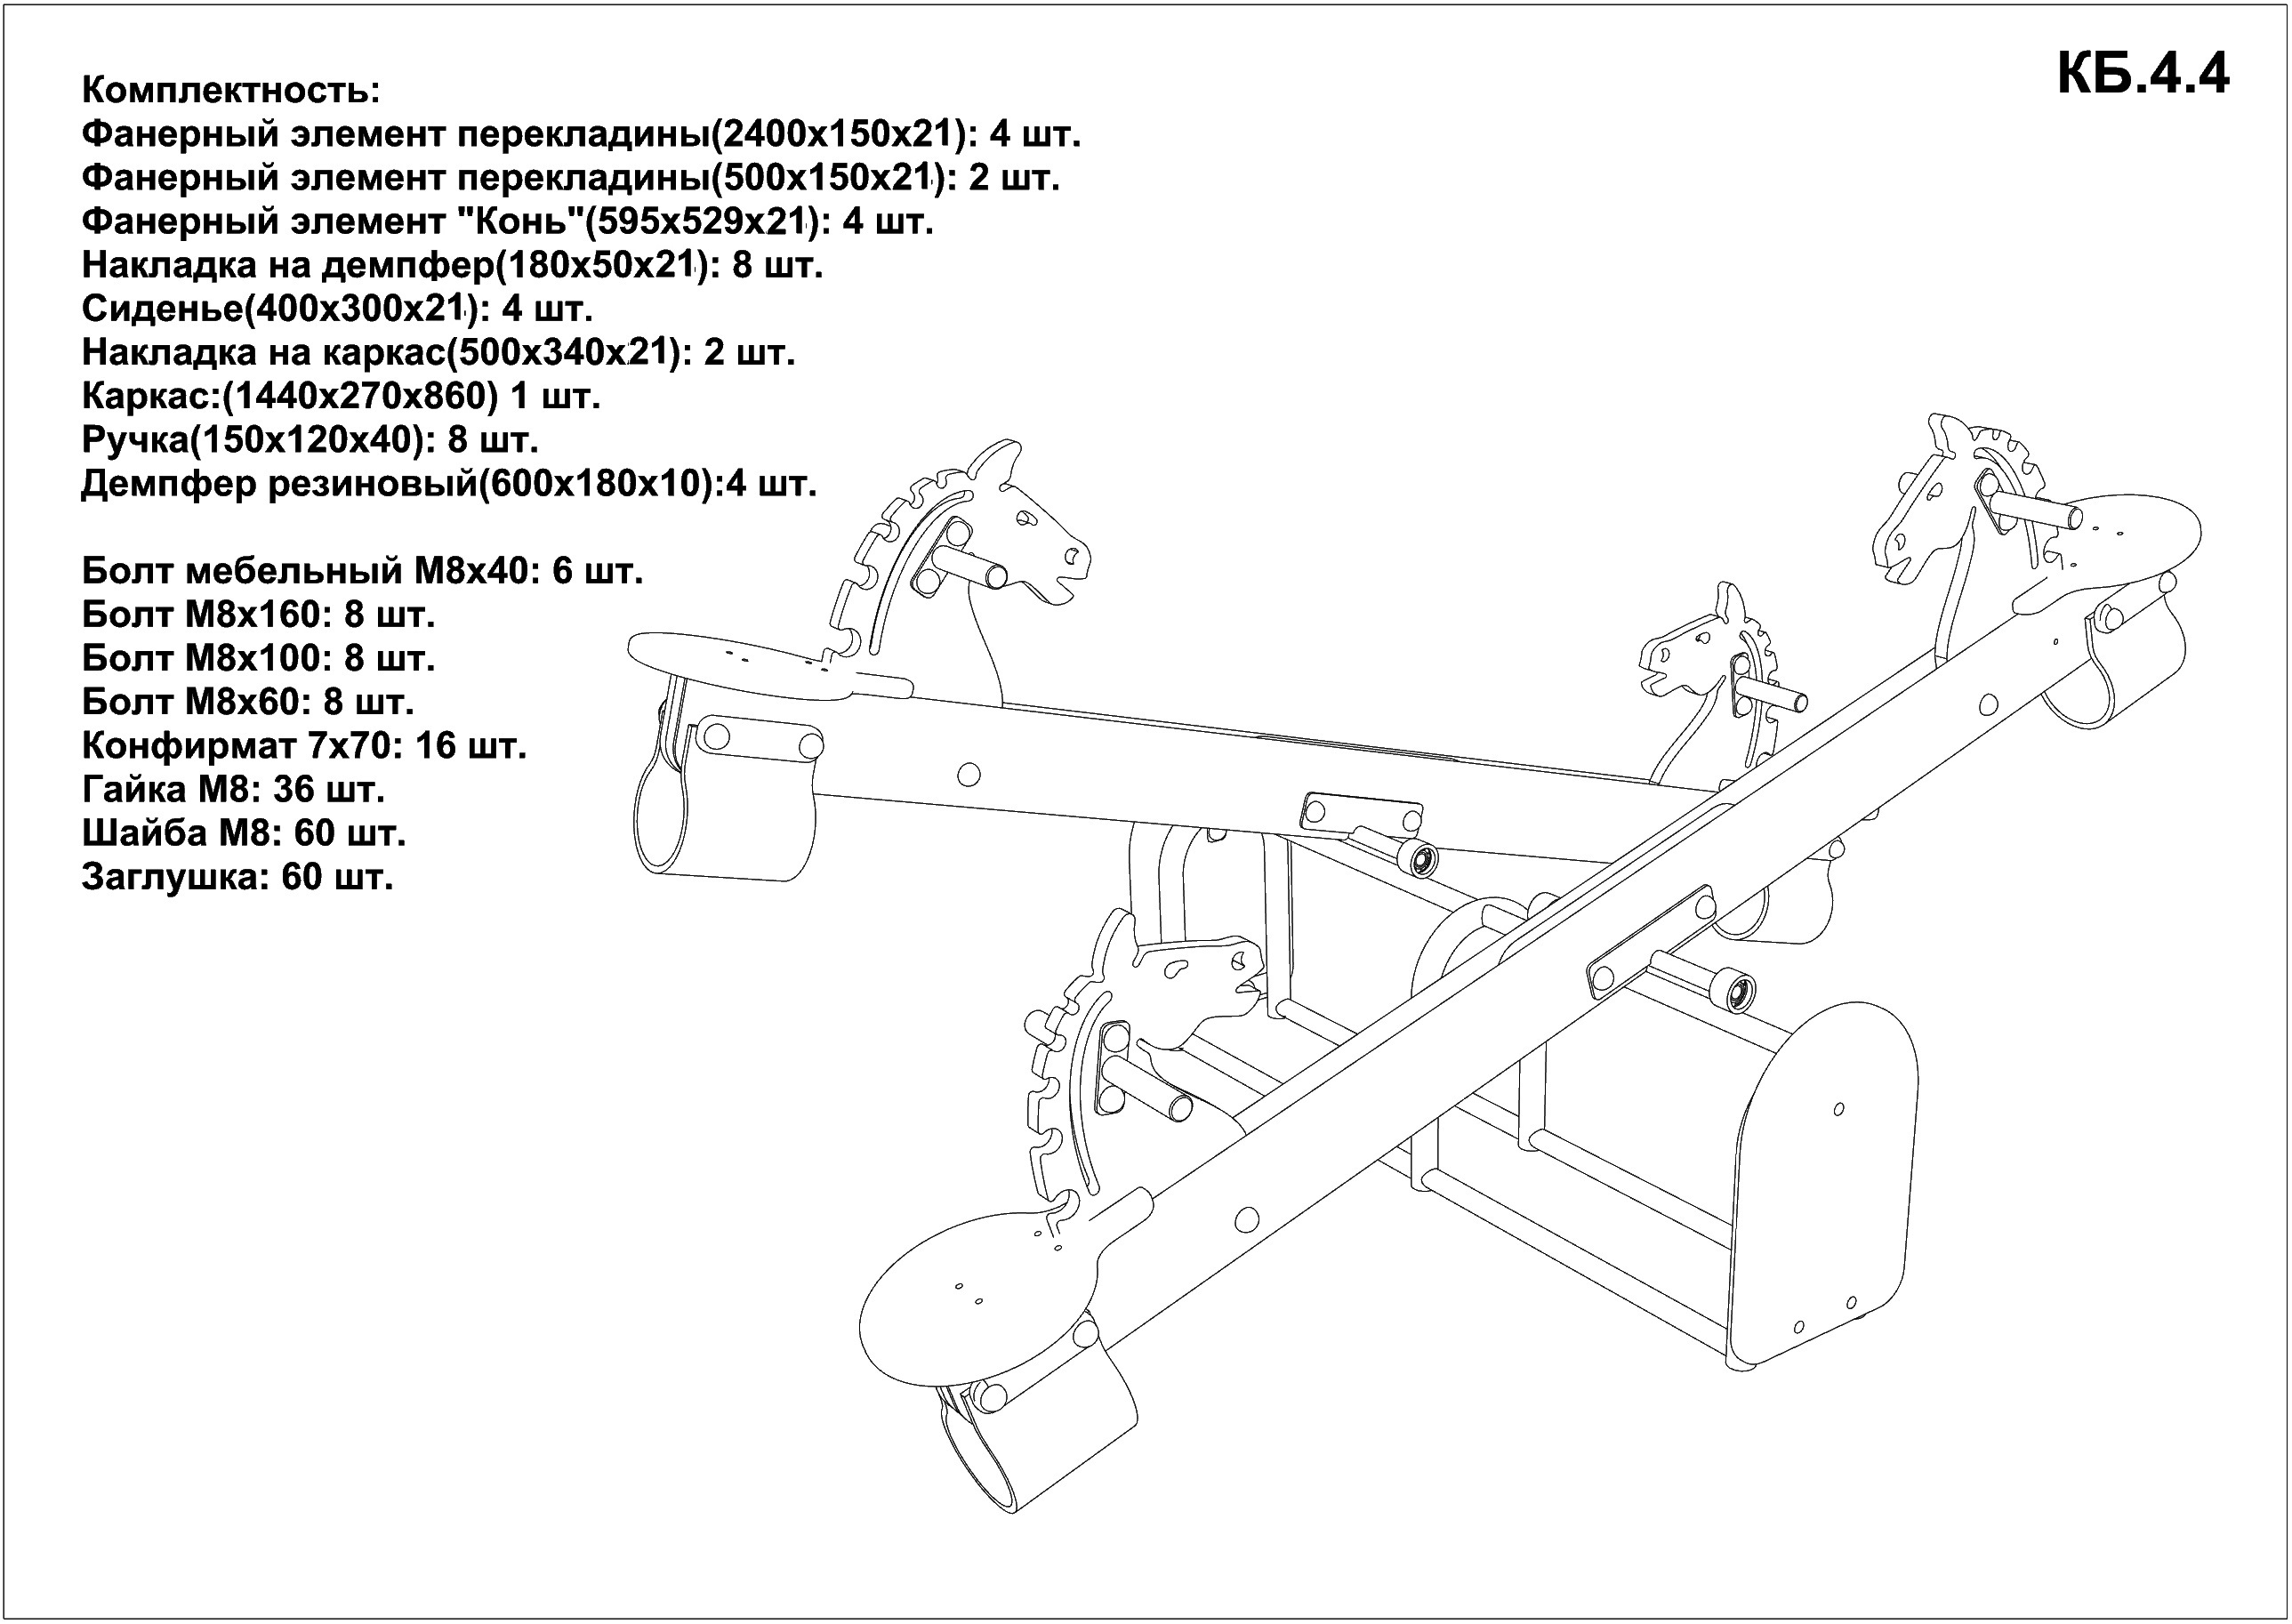 КБ.4.4
Комплектность:
Фанерный элемент перекладины(2400х150х21): 4 шт.
Фанерный элемент перекладины(500х150х21): 2 шт.
Фанерный элемент "Конь"(595х529х21): 4 шт.
Накладка на демпфер(180х50х21): 8 шт.
Сиденье(400х300х21): 4 шт.
Накладка на каркас(500х340х21): 2 шт.
Каркас:(1440х270х860) 1 шт.
Ручка(150х120х40): 8 шт.
Демпфер резиновый(600х180х10):4 шт.
Болт мебельный М8х40: 6 шт.
Болт М8х160: 8 шт.
Болт М8х100: 8 шт.
Болт М8х60: 8 шт.
Конфирмат 7х70: 16 шт.
Гайка М8: 36 шт.
Шайба М8: 60 шт.
Заглушка: 60 шт.